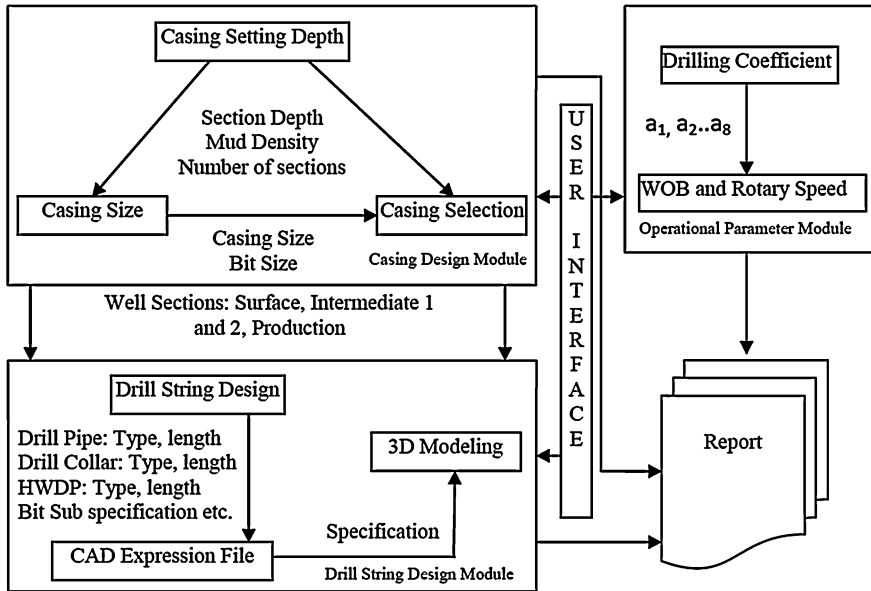 Casing Setting Depth
Section Depth
Mud Density
Number of sections
Casing Size
Casing Selection
Casing Size
Bit Size
Casing Design Module
Well Sections: Surface, Intermediate 1
and 2, Production
Drill String Design
Drill Pipe: Type, length
Drill Collar: Type, length
HWDP: Type, length
Bit Sub specification etc.
3D Modeling
Specification
CAD Expression File
Drill String Design Module
USER INTERFACE
Drilling Coefficient
a1, a2..a8
WOB and Rotary Speed
Operational Parameter Module
Report